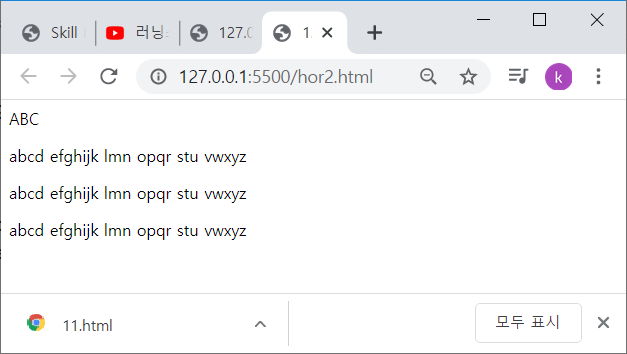 Skill
러닝
127.0
1
127.0.0.1:5500/hor2.html
k
ABC
abcd efghijk lmn opqr stu vwxyz
abcd efghijk lmn opqr stu vwxyz
abcd efghijk lmn opqr stu vwxyz
11.html
모두 표시